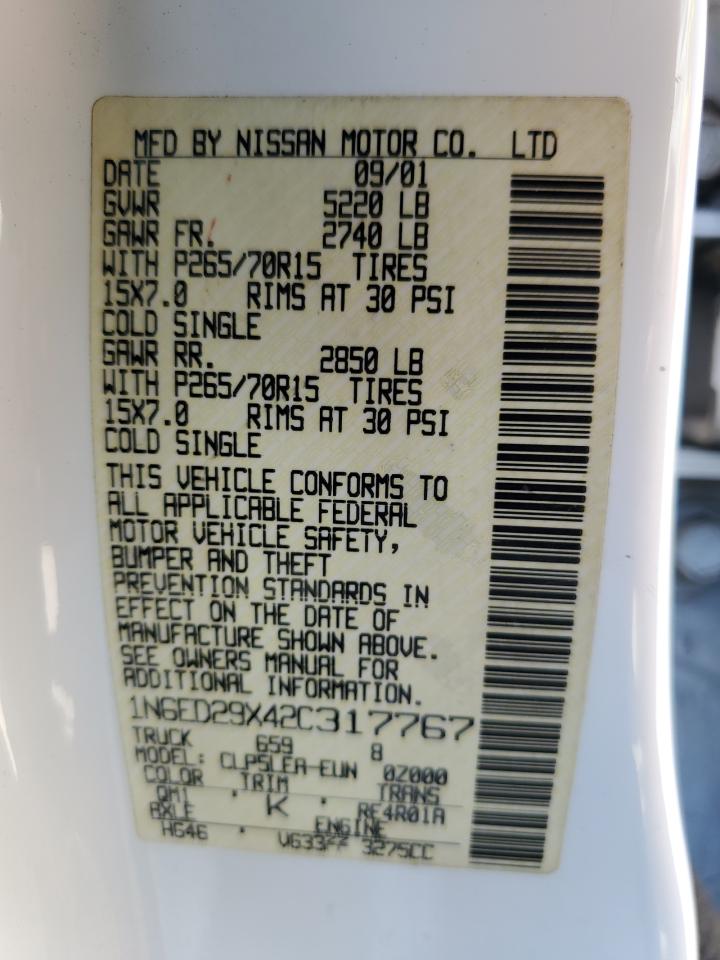 MFD BY NISSAN MOTOR CO. LTD
DATE 09/01
GVWR 5220 LB
GAWR FR. 2740 LB
WITH P265/70R15 TIRES
15X7.0 RIMS AT 30 PSI
COLD SINGLE
GAWR RR. 2850 LB
WITH P265/70R15 TIRES
15X7.0 RIMS AT 30 PSI
COLD SINGLE
THIS VEHICLE CONFORMS TO
ALL APPLICABLE FEDERAL
MOTOR VEHICLE SAFETY,
BUMPER AND THEFT
PREVENTION STANDARDS IN
EFFECT ON THE DATE OF
MANUFACTURE SHOWN ABOVE.
SEE OWNERS MANUAL FOR
ADDITIONAL INFORMATION
1N6ED29X42C317767
TRUCK 659 8
MODEL: CLP5LEA-EUN 0Z000
COLOR TRIM TRANS
QM1 K RE4R01A
AXLE ENGINE
HG46 VG33 3275CC